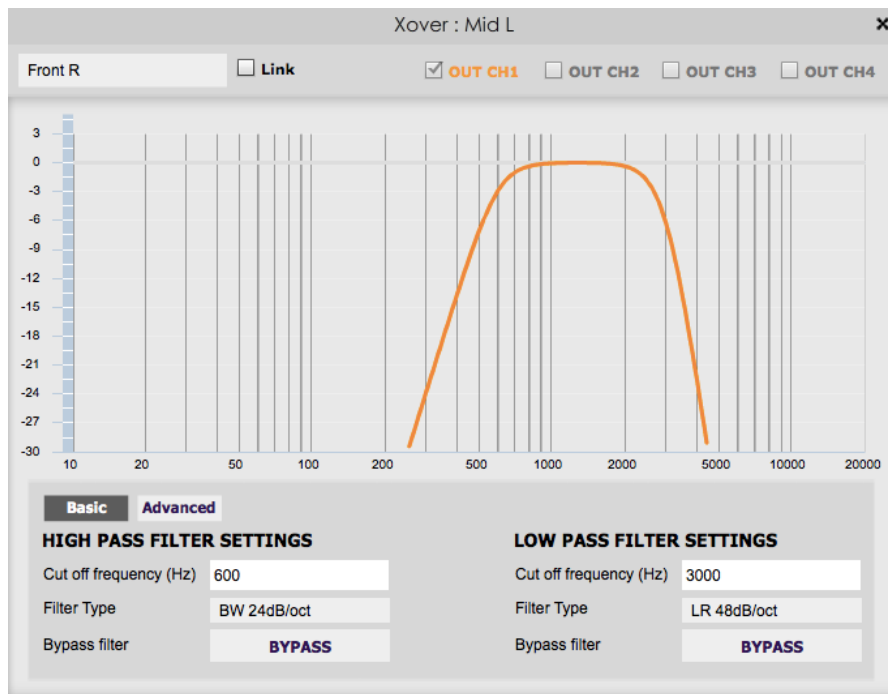 Xover : Mid L
Front R Link OUT CH1 OUT CH2 OUT CH3 OUT CH4
3
0
-3
-6
-9
-12
-15
-18
-21
-24
-27
-30
10 20 50 100 200 500 1000 2000 5000 10000 20000
Basic Advanced
HIGH PASS FILTER SETTINGS LOW PASS FILTER SETTINGS
Cut off frequency (Hz) 600 Cut off frequency (Hz) 3000
Filter Type BW 24dB/oct Filter Type LR 48dB/oct
Bypass filter BYPASS Bypass filter BYPASS